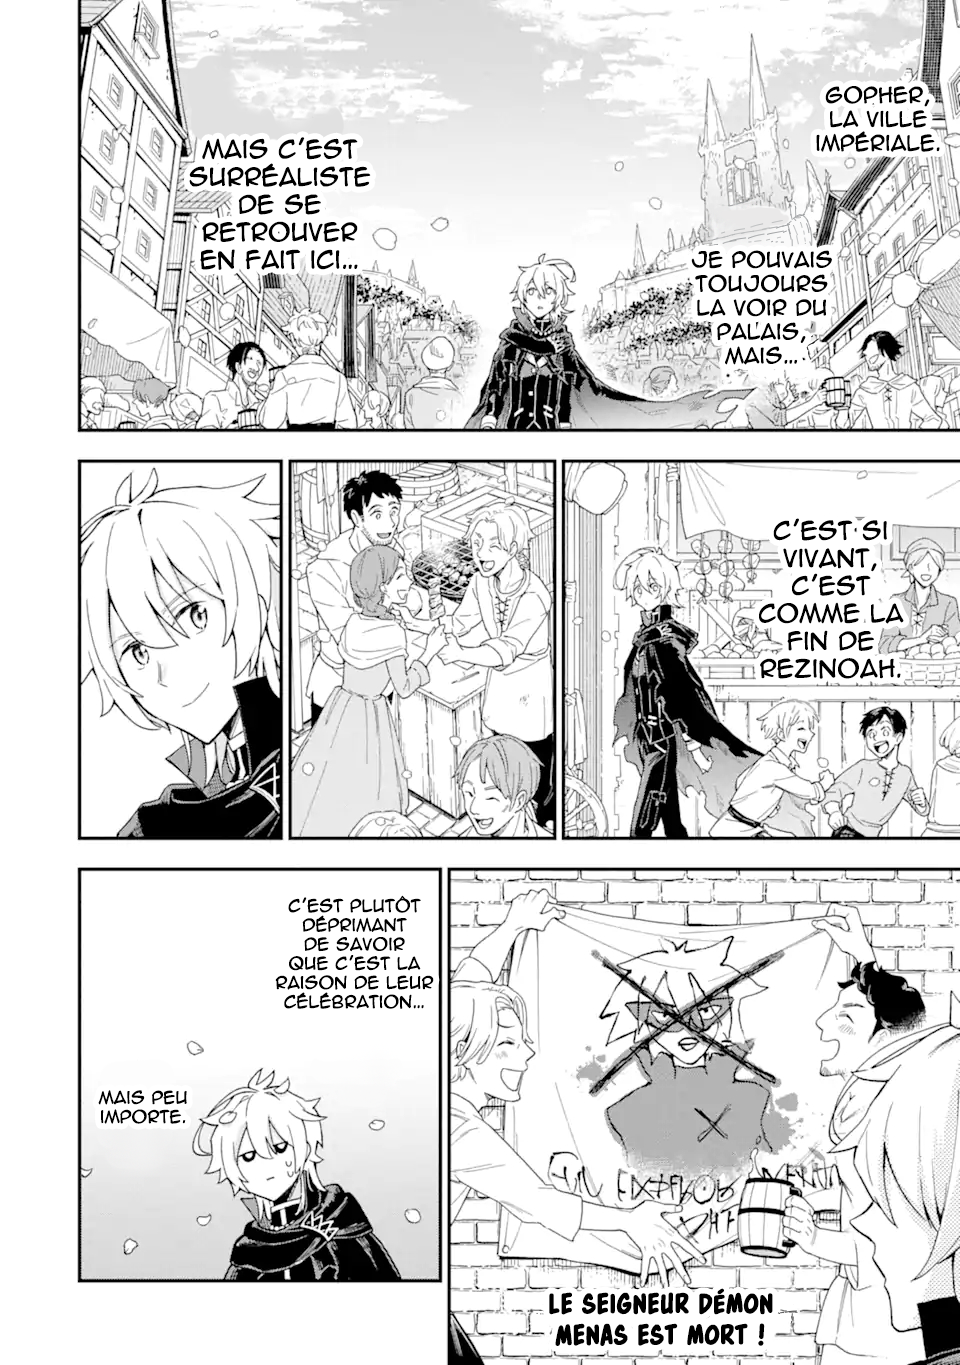 GOPHER,
LA VILLE
IMPÉRIALE.
JE POUVAIS
TOUJOURS
LA VOIR DU
PALAIS,
MAIS...
MAIS C'EST
SURRÉALISTE
DE SE
RETROUVER
EN FAIT ICI...
C'EST SI
VIVANT,
C'EST
COMME LA
FIN DE
REZINOAH.
LE SEIGNEUR DÉMON
MENAS EST MORT !
C'EST PLUTÔT
DÉPRIMANT
DE SAVOIR
QUE C'EST LA
RAISON DE LEUR
CÉLÉBRATION...
MAIS PEU
IMPORTE.